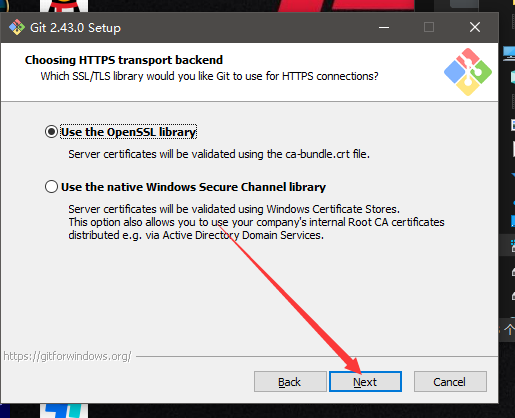 Git 2.43.0 Setup
Choosing HTTPS transport backend
Which SSL/TLS library would you like Git to use for HTTPS connections?
Use the OpenSSL library
Server certificates will be validated using the ca-bundle.crt file.
Use the native Windows Secure Channel library
Server certificates will be validated using Windows Certificate Stores.
This option also allows you to use your company's internal Root CA certificates
distributed e.g. via Active Directory Domain Services.
个
https://gitforwindows.org/
Back
Next
Cancel